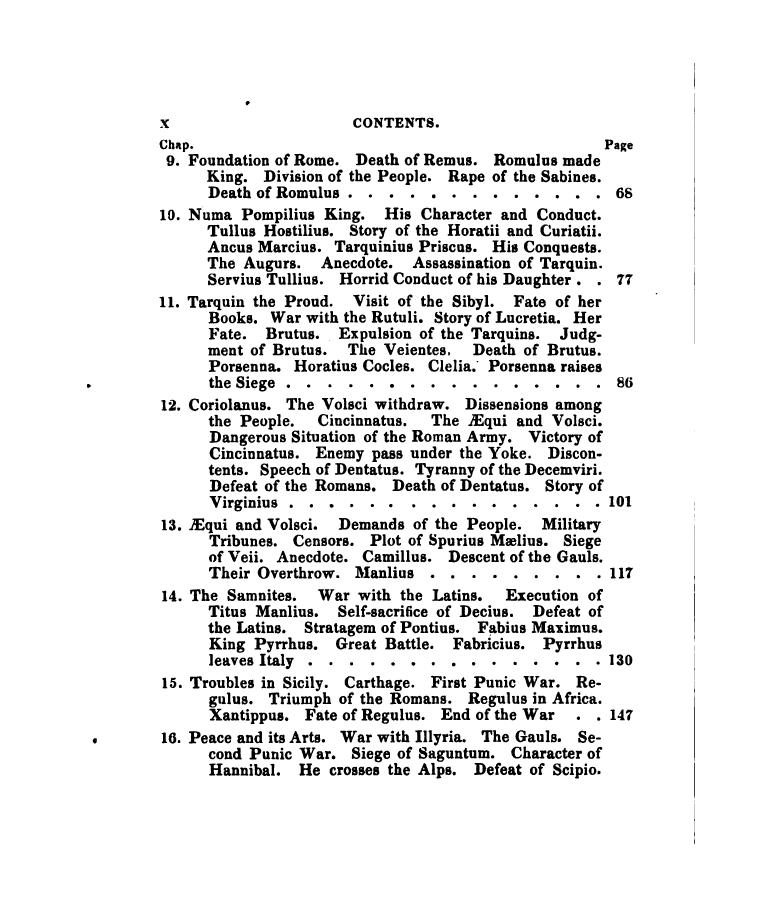 x CONTENTS.
Chap. Page
9. Foundation of Rome. Death of Remus. Romulus made
King. Division of the People. Rape of the Sabines.
Death of Romulus . . . . . . . . . . . . . 68
10. Numa Pompilius King. His Character and Conduct.
Tullus Hostilius. Story of the Horatii and Curiatii.
Ancus Marcius. Tarquinius Priscus. His Conquests.
The Augurs. Anecdote. Assassination of Tarquin.
Servius Tullius. Horrid Conduct of his Daughter . . 77
11. Tarquin the Proud. Visit of the Sibyl. Fate of her
Books. War with the Rutuli. Story of Lucretia. Her
Fate. Brutus. Expulsion of the Tarquins. Judg-
ment of Brutus. The Veientes. Death of Brutus.
Porsenna. Horatius Cocles. Clelia. Porsenna raises
the Siege . . . . . . . . . . . . . . . . 86
12. Coriolanus. The Volsci withdraw. Dissensions among
the People. Cincinnatus. The Æqui and Volsci.
Dangerous Situation of the Roman Army. Victory of
Cincinnatus. Enemy pass under the Yoke. Discon-
tents. Speech of Dentatus. Tyranny of the Decemviri.
Defeat of the Romans. Death of Dentatus. Story of
Virginius . . . . . . . . . . . . . . . . 101
13. Æqui and Volsci. Demands of the People. Military
Tribunes. Censors. Plot of Spurius Mælius. Siege
of Veii. Anecdote. Camillus. Descent of the Gauls.
Their Overthrow. Manlius . . . . . . . . . 117
14. The Samnites. War with the Latins. Execution of
Titus Manlius. Self-sacrifice of Decius. Defeat of
the Latins. Stratagem of Pontius. Fabius Maximus.
King Pyrrhus. Great Battle. Fabricius. Pyrrhus
leaves Italy . . . . . . . . . . . . . . . 130
15. Troubles in Sicily. Carthage. First Punic War. Re-
gulus. Triumph of the Romans. Regulus in Africa.
Xantippus. Fate of Regulus. End of the War . . 147
16. Peace and its Arts. War with Illyria. The Gauls. Se-
cond Punic War. Siege of Saguntum. Character of
Hannibal. He crosses the Alps. Defeat of Scipio.